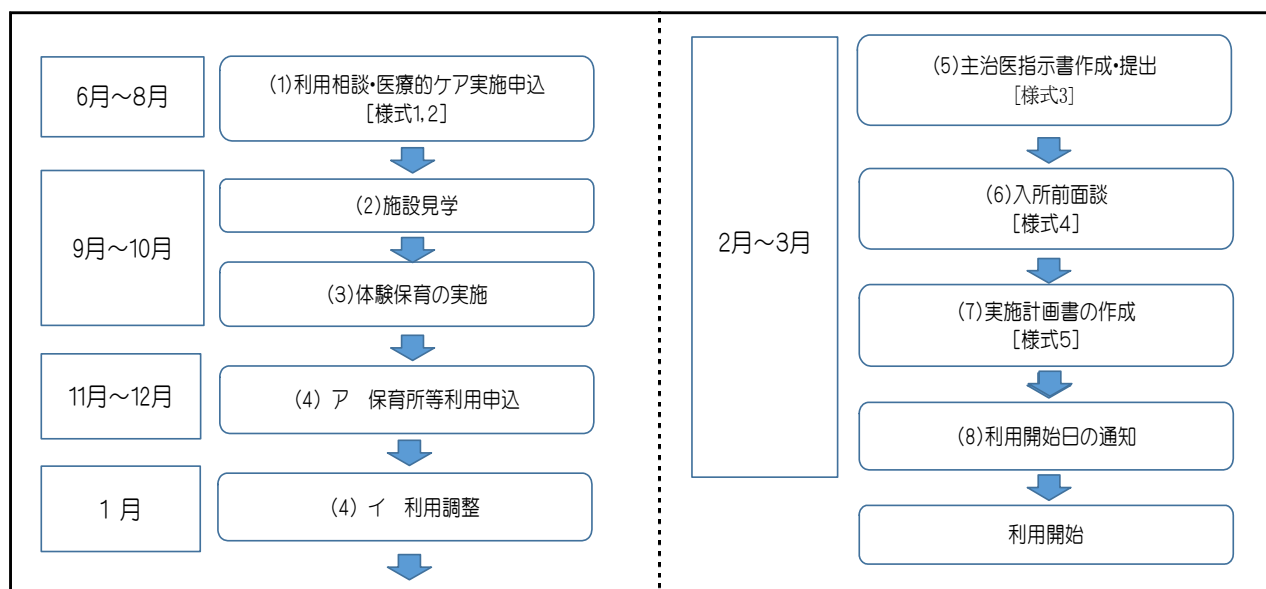 6月～8月
(1)利用相談・医療的ケア実施申込
[様式1,2]
9月～10月
(2)施設見学
(3)体験保育の実施
11月～12月
(4) ア　保育所等利用申込
1 月
(4) イ　利用調整
2月～3月
(5)主治医指示書作成・提出
[様式3]
(6)入所前面談
[様式4]
(7)実施計画書の作成
[様式5]
(8)利用開始日の通知
利用開始